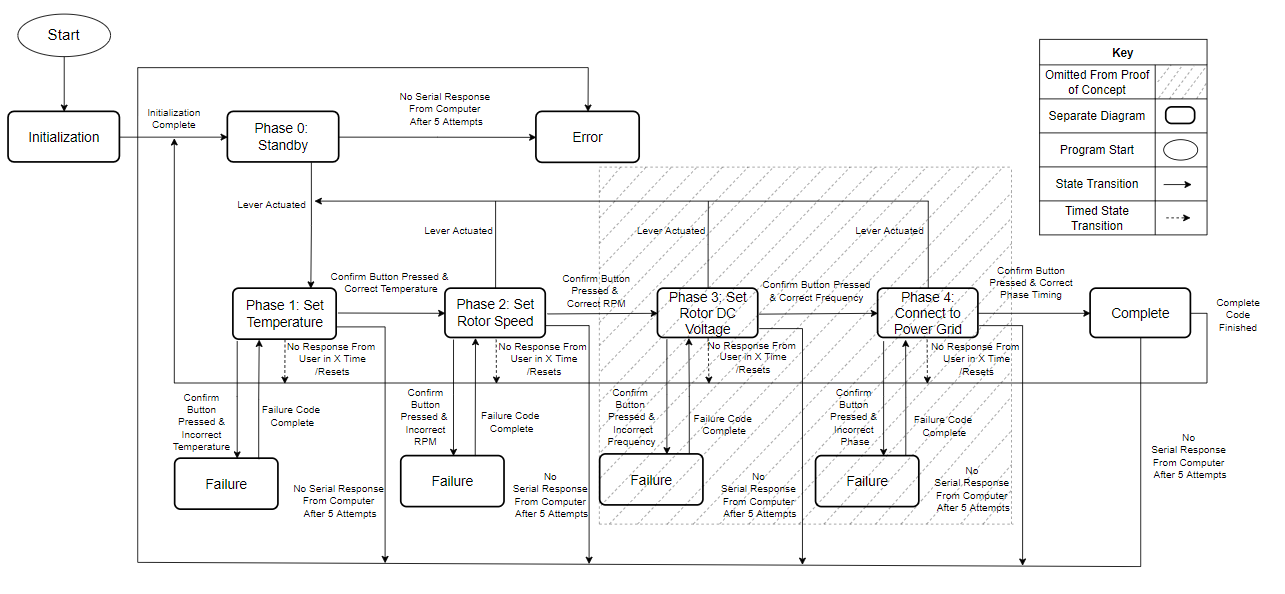 Start
Key
Omitted From Proof
of Concept
Separate Diagram
Program Start
State Transition
Timed State
Transition
Initialization
Initialization
Complete
Phase 0:
Standby
No Serial Response
From Computer
After 5 Attempts
Error
Lever Actuated
Lever Actuated
Lever Actuated
Lever Actuated
Phase 1: Set
Temperature
Confirm Button Pressed &
Correct Temperature
Phase 2: Set
Rotor Speed
Confirm Button
Pressed &
Correct RPM
Phase 3: Set
Rotor DC
Voltage
Confirm Button Pressed
& Correct Frequency
Phase 4:
Connect to
Power Grid
Confirm Button
Pressed & Correct
Phase Timing
Complete
Complete
Code
Finished
No Response From
User in X Time
/Resets
No Response From
User in X Time
/Resets
No Response From
User in X Time
/Resets
No Response From
User in X Time
/Resets
Confirm
Button
Pressed &
Incorrect
Temperature
Failure Code
Complete
Confirm
Button
Pressed &
Incorrect
RPM
Failure Code
Complete
Confirm
Button
Pressed &
Incorrect
Frequency
Failure Code
Complete
Confirm
Button
Pressed &
Incorrect
Phase
Failure Code
Complete
Failure
No Serial Response
From Computer
After 5 Attempts
Failure
No
Serial Response
From Computer
After 5 Attempts
Failure
No
Serial Response
From Computer
After 5 Attempts
Failure
No
Serial Response
From Computer
After 5 Attempts
No
Serial Response
From Computer
After 5 Attempts